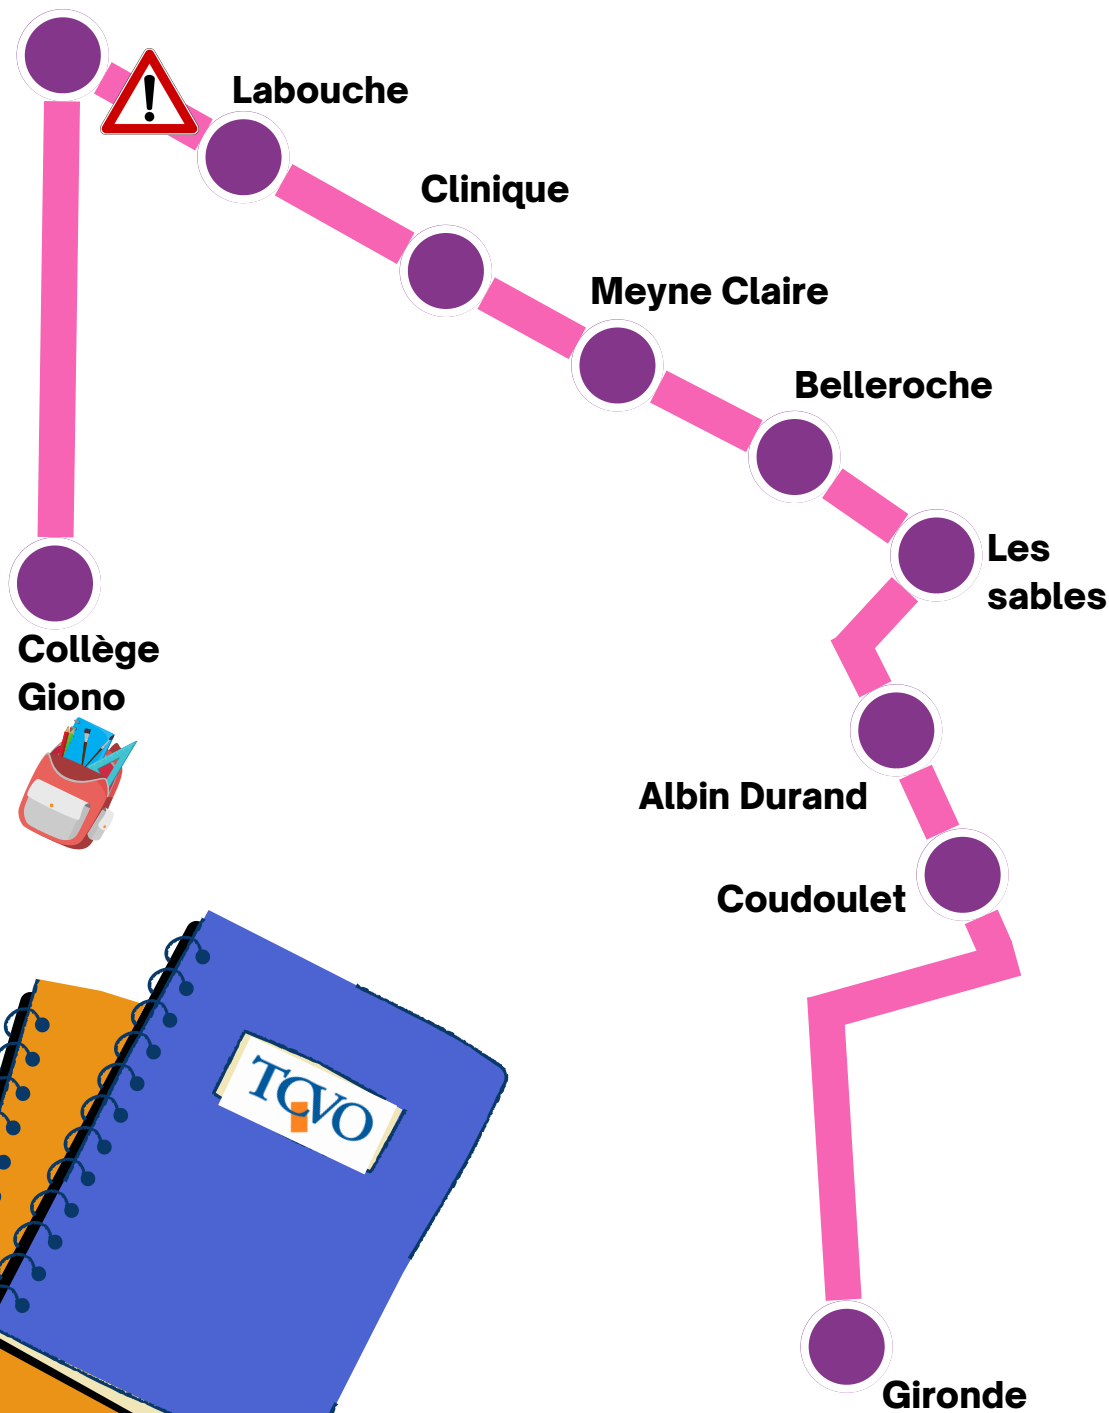 Labouche
Clinique
Meyne Claire
Belleroche
Les
sables
Collège
Giono
Albin Durand
Coudoulet
TCVO
Gironde